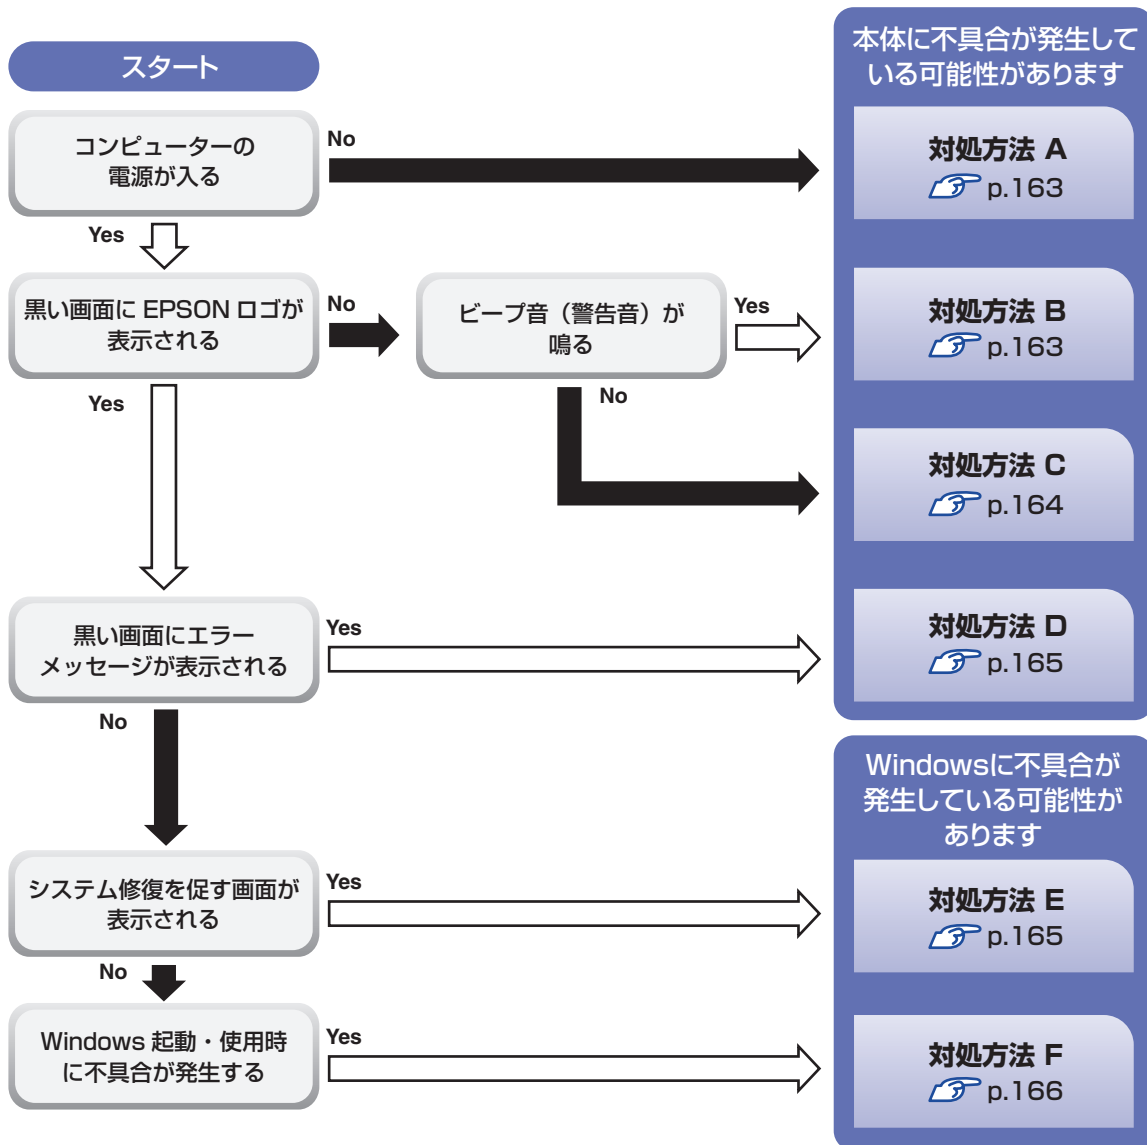 スタート
コンピューターの
電源が入る
No
Yes
黒い画面に EPSON ロゴが
表示される
No
ビープ音（警告音）が
鳴る
Yes
No
Yes
黒い画面にエラー
メッセージが表示される
Yes
No
システム修復を促す画面が
表示される
Yes
No
Windows 起動・使用時
に不具合が発生する
Yes
本体に不具合が発生して
いる可能性があります
対処方法 A
p.163
対処方法 B
p.163
対処方法 C
p.164
対処方法 D
p.165
Windowsに不具合が
発生している可能性が
あります
対処方法 E
p.165
対処方法 F
p.166